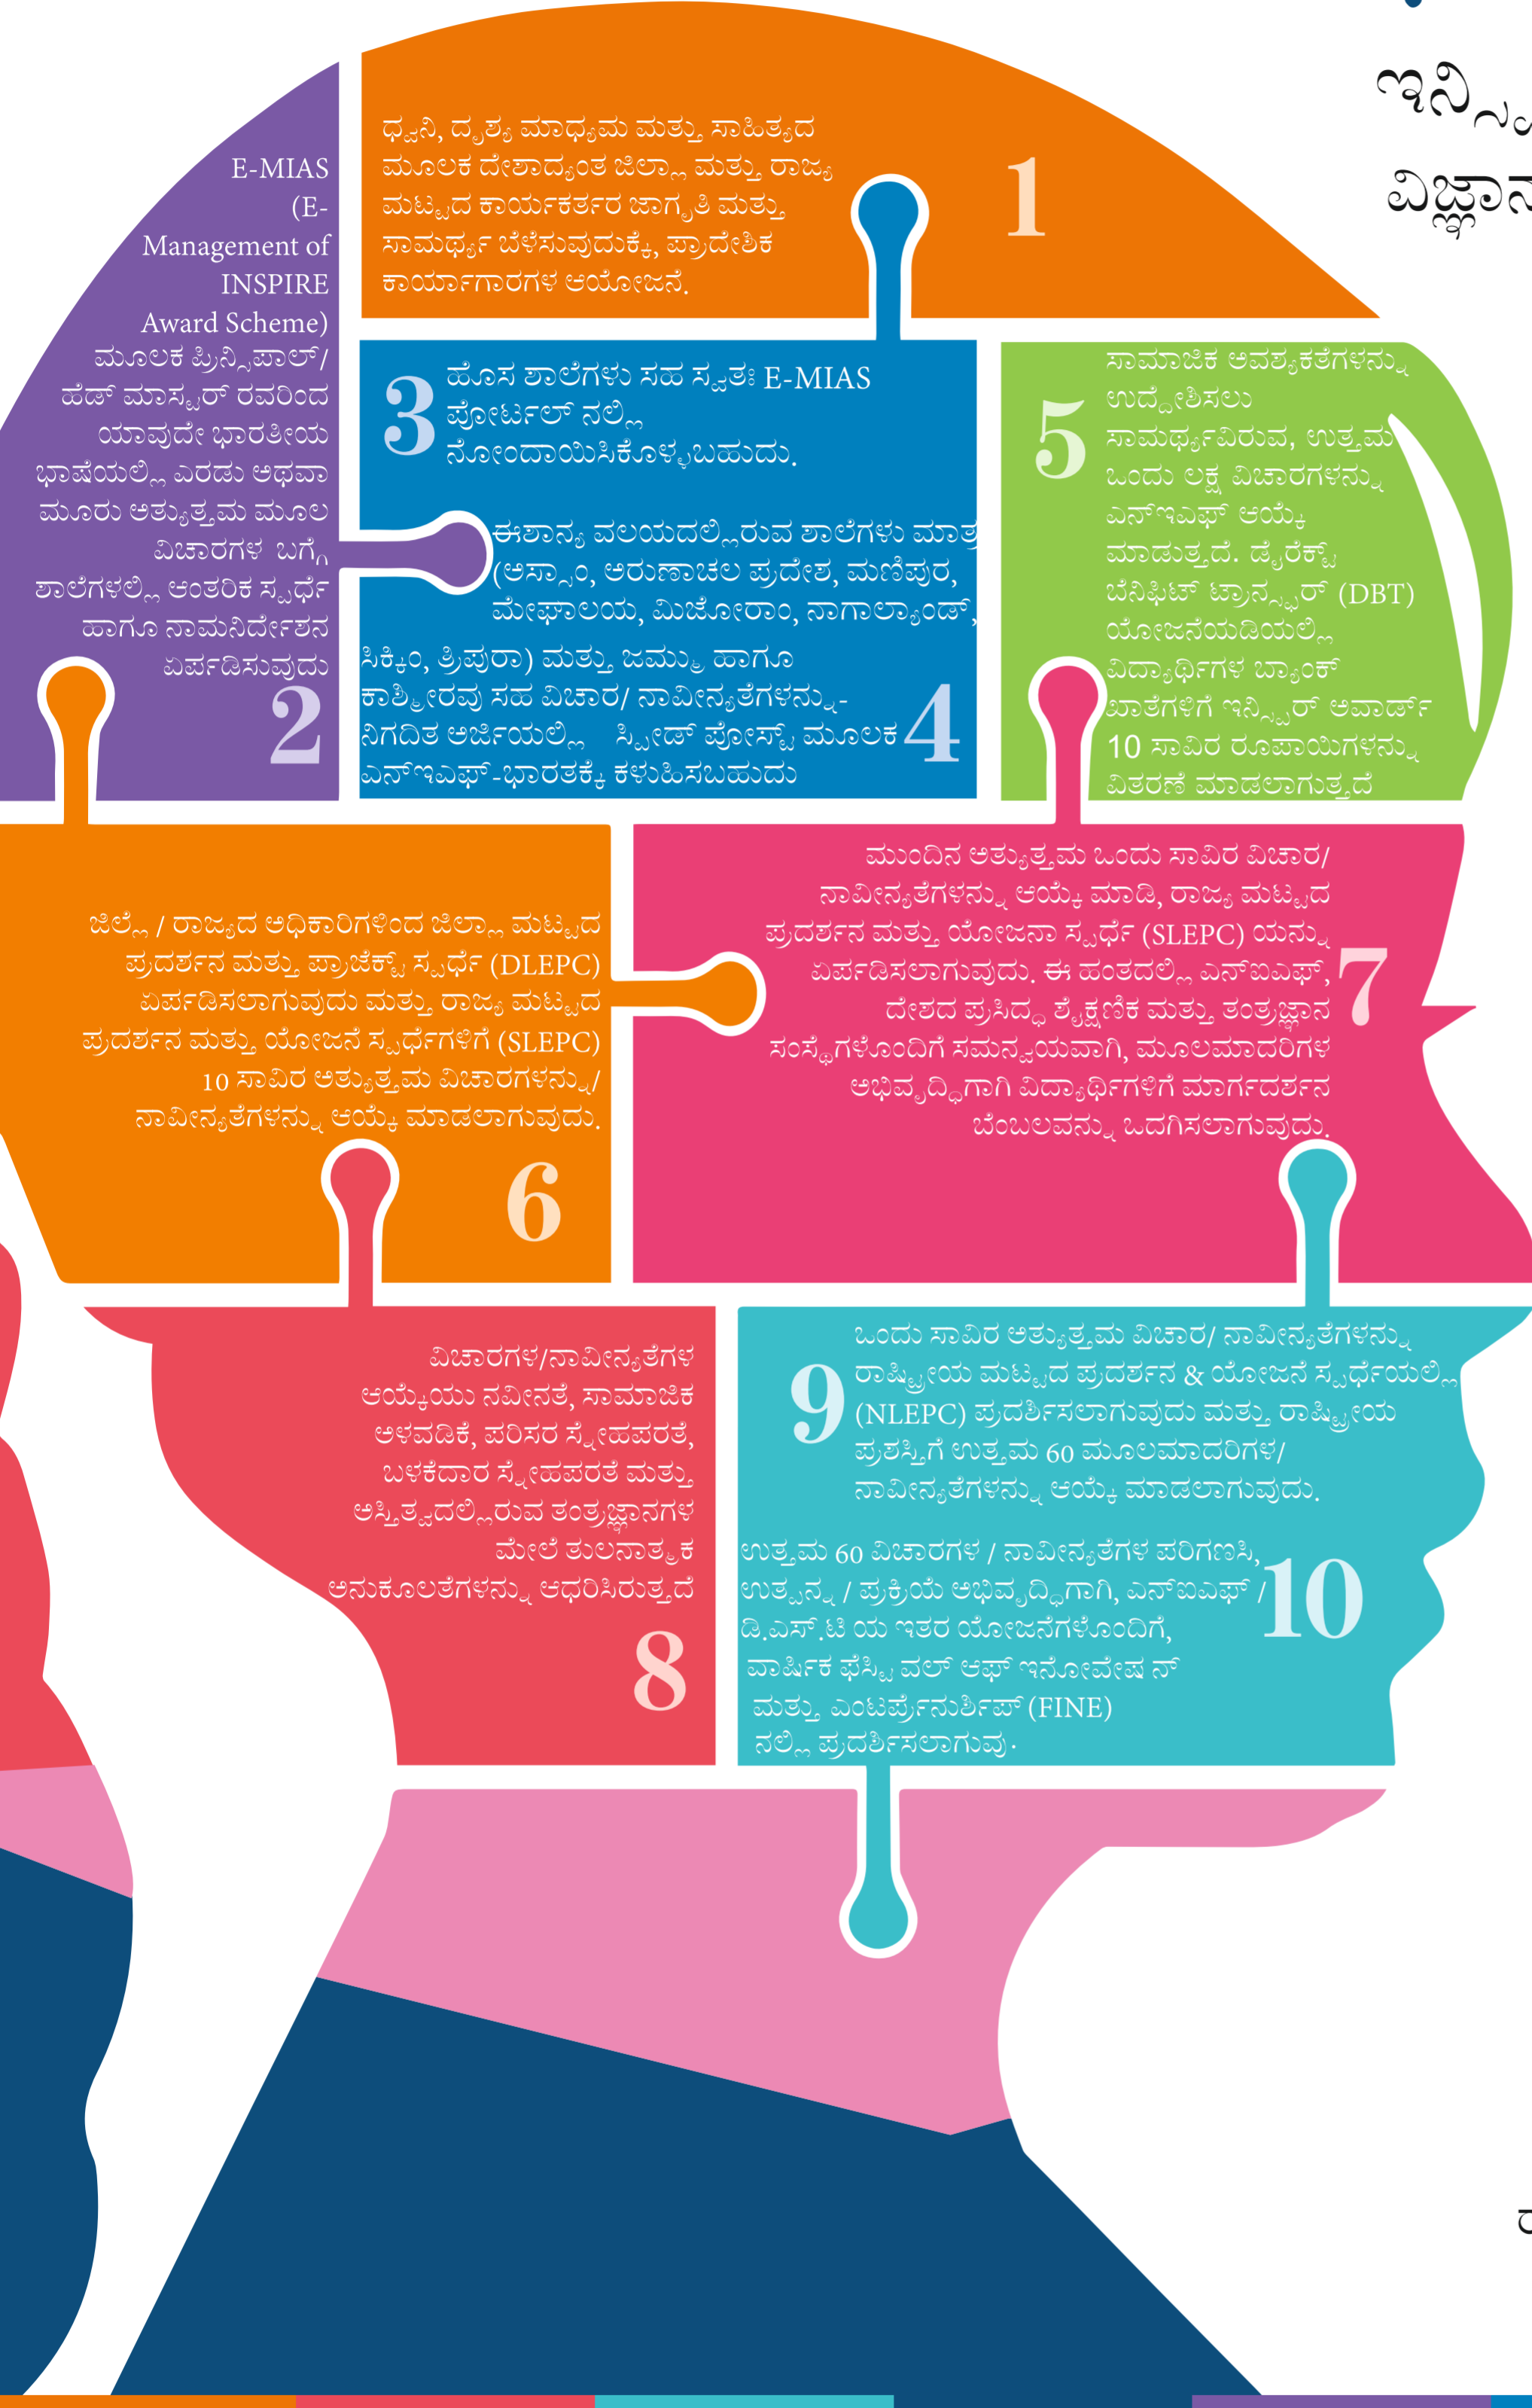 ಇನ್ಸ್ಪೈ
ವಿಜ್ಞಾನ
ಧ್ವನಿ, ದೃಶ್ಯ ಮಾಧ್ಯಮ ಮತ್ತು ಸಾಹಿತ್ಯದ
ಮೂಲಕ ದೇಶಾದ್ಯಂತ ಜಿಲ್ಲಾ ಮತ್ತು ರಾಜ್ಯ
ಮಟ್ಟದ ಕಾರ್ಯಕರ್ತರ ಜಾಗೃತಿ ಮತ್ತು
ಸಾಮರ್ಥ್ಯ ಬೆಳೆಸುವುದುಕ್ಕೆ, ಪ್ರಾದೇಶಿಕ
ಕಾರ್ಯಾಗಾರಗಳ ಆಯೋಜನೆ.
1
E-MIAS
(E-
Management of
INSPIRE
Award Scheme)
ಮೂಲಕ ಪ್ರಿನ್ಸಿಪಾಲ್/
ಹೆಡ್ ಮಾಸ್ಟರ್ ರವರಿಂದ
ಯಾವುದೇ ಭಾರತೀಯ
ಭಾಷೆಯಲ್ಲಿ ಎರಡು ಅಥವಾ
ಮೂರು ಅತ್ಯುತ್ತಮ ಮೂಲ
ವಿಚಾರಗಳ ಬಗ್ಗೆ
ಶಾಲೆಗಳಲ್ಲಿ ಆಂತರಿಕ ಸ್ಪರ್ಧೆ
ಹಾಗೂ ನಾಮನಿರ್ದೇಶನ
ಏರ್ಪಡಿಸುವುದು
2
3
ಹೊಸ ಶಾಲೆಗಳು ಸಹ ಸ್ವತಃ E-MIAS
ಪೋರ್ಟಲ್ ನಲ್ಲಿ
ನೋಂದಾಯಿಸಿಕೊಳ್ಳಬಹುದು.
ಈಶಾನ್ಯ ವಲಯದಲ್ಲಿರುವ ಶಾಲೆಗಳು ಮಾತ್ರ
(ಅಸ್ಸಾಂ, ಅರುಣಾಚಲ ಪ್ರದೇಶ, ಮಣಿಪುರ,
ಮೇಘಾಲಯ, ಮಿಜೋರಾಂ, ನಾಗಾಲ್ಯಾಂಡ್,
ಸಿಕ್ಕಿಂ, ತ್ರಿಪುರಾ) ಮತ್ತು ಜಮ್ಮು ಹಾಗೂ
ಕಾಶ್ಮೀರವು ಸಹ ವಿಚಾರ/ ನಾವೀನ್ಯತೆಗಳನ್ನು-
ನಿಗದಿತ ಅರ್ಜಿಯಲ್ಲಿ ಸ್ಪೀಡ್ ಪೋಸ್ಟ್ ಮೂಲಕ
ಎನ್‌ಇಎಫ್-ಭಾರತಕ್ಕೆ ಕಳುಹಿಸಬಹುದು
4
5
ಸಾಮಾಜಿಕ ಅವಶ್ಯಕತೆಗಳನ್ನು
ಉದ್ದೇಶಿಸಲು
ಸಾಮರ್ಥ್ಯವಿರುವ, ಉತ್ತಮ
ಒಂದು ಲಕ್ಷ ವಿಚಾರಗಳನ್ನು
ಎನ್‌ಇಎಫ್ ಆಯ್ಕೆ
ಮಾಡುತ್ತದೆ. ಡೈರೆಕ್ಟ್
ಬೆನಿಫಿಟ್ ಟ್ರಾನ್ಸ್ಫರ್ (DBT)
ಯೋಜನೆಯಡಿಯಲ್ಲಿ
ವಿದ್ಯಾರ್ಥಿಗಳ ಬ್ಯಾಂಕ್
ಖಾತೆಗಳಿಗೆ ಇನ್ಸ್ಪಿರ್ ಅವಾರ್ಡ್
10 ಸಾವಿರ ರೂಪಾಯಿಗಳನ್ನು
ವಿತರಣೆ ಮಾಡಲಾಗುತ್ತದೆ
ಜಿಲ್ಲೆ / ರಾಜ್ಯದ ಅಧಿಕಾರಿಗಳಿಂದ ಜಿಲ್ಲಾ ಮಟ್ಟದ
ಪ್ರದರ್ಶನ ಮತ್ತು ಪ್ರಾಜೆಕ್ಟ್ ಸ್ಪರ್ಧೆ (DLEPC)
ಏರ್ಪಡಿಸಲಾಗುವುದು ಮತ್ತು ರಾಜ್ಯ ಮಟ್ಟದ
ಪ್ರದರ್ಶನ ಮತ್ತು ಯೋಜನೆ ಸ್ಪರ್ಧೆಗಳಿಗೆ (SLEPC)
10 ಸಾವಿರ ಅತ್ಯುತ್ತಮ ವಿಚಾರಗಳನ್ನು/
ನಾವೀನ್ಯತೆಗಳನ್ನು ಆಯ್ಕೆ ಮಾಡಲಾಗುವುದು.
6
ಮುಂದಿನ ಅತ್ಯುತ್ತಮ ಒಂದು ಸಾವಿರ ವಿಚಾರ/
ನಾವೀನ್ಯತೆಗಳನ್ನು ಆಯ್ಕೆ ಮಾಡಿ, ರಾಜ್ಯ ಮಟ್ಟದ
ಪ್ರದರ್ಶನ ಮತ್ತು ಯೋಜನಾ ಸ್ಪರ್ಧೆ (SLEPC) ಯನ್ನು
ಏರ್ಪಡಿಸಲಾಗುವುದು. ಈ ಹಂತದಲ್ಲಿ ಎನ್‌ಐಎಫ್,
ದೇಶದ ಪ್ರಸಿದ್ಧ ಶೈಕ್ಷಣಿಕ ಮತ್ತು ತಂತ್ರಜ್ಞಾನ
ಸಂಸ್ಥೆಗಳೊಂದಿಗೆ ಸಮನ್ವಯವಾಗಿ, ಮೂಲಮಾದರಿಗಳ
ಅಭಿವೃದ್ಧಿಗಾಗಿ ವಿದ್ಯಾರ್ಥಿಗಳಿಗೆ ಮಾರ್ಗದರ್ಶನ
ಬೆಂಬಲವನ್ನು ಒದಗಿಸಲಾಗುವುದು.
7
ವಿಚಾರಗಳ/ನಾವೀನ್ಯತೆಗಳ
ಆಯ್ಕೆಯು ನವೀನತೆ, ಸಾಮಾಜಿಕ
ಅಳವಡಿಕೆ, ಪರಿಸರ ಸ್ನೇಹಪರತೆ,
ಬಳಕೆದಾರ ಸ್ನೇಹಪರತೆ ಮತ್ತು
ಅಸ್ತಿತ್ವದಲ್ಲಿರುವ ತಂತ್ರಜ್ಞಾನಗಳ
ಮೇಲೆ ತುಲನಾತ್ಮಕ
ಅನುಕೂಲತೆಗಳನ್ನು ಆಧರಿಸಿರುತ್ತದೆ
8
9
ಒಂದು ಸಾವಿರ ಅತ್ಯುತ್ತಮ ವಿಚಾರ/ ನಾವೀನ್ಯತೆಗಳನ್ನು
ರಾಷ್ಟ್ರೀಯ ಮಟ್ಟದ ಪ್ರದರ್ಶನ & ಯೋಜನೆ ಸ್ಪರ್ಧೆಯಲ್ಲಿ
(NLEPC) ಪ್ರದರ್ಶಿಸಲಾಗುವುದು ಮತ್ತು ರಾಷ್ಟ್ರೀಯ
ಪ್ರಶಸ್ತಿಗೆ ಉತ್ತಮ 60 ಮೂಲಮಾದರಿಗಳ/
ನಾವೀನ್ಯತೆಗಳನ್ನು ಆಯ್ಕೆ ಮಾಡಲಾಗುವುದು.
ಉತ್ತಮ 60 ವಿಚಾರಗಳ / ನಾವೀನ್ಯತೆಗಳ ಪರಿಗಣಿಸಿ,
ಉತ್ಪನ್ನ / ಪ್ರಕ್ರಿಯೆ ಅಭಿವೃದ್ಧಿಗಾಗಿ, ಎನ್‌ಐಎಫ್ /
ಡಿ.ಎಸ್.ಟಿ ಯ ಇತರ ಯೋಜನೆಗಳೊಂದಿಗೆ,
ವಾರ್ಷಿಕ ಫೆಸ್ಟಿವಲ್ ಆಫ್ ಇನೋವೇಷನ್
ಮತ್ತು ಎಂಟರ್ಪ್ರೆನುರ್ಶಿಪ್ (FINE)
ನಲ್ಲಿ ಪ್ರದರ್ಶಿಸಲಾಗುವು.
10